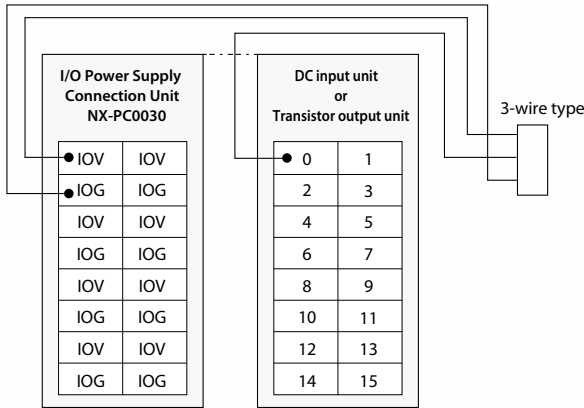 I/O Power Supply
Connection Unit
NX-PC0030
DC input unit
or
Transistor output unit
3-wire type
IOV IOV
IOG IOG
IOV IOV
IOG IOG
IOV IOV
IOG IOG
IOV IOV
IOG IOG
0 1
2 3
4 5
6 7
8 9
10 11
12 13
14 15